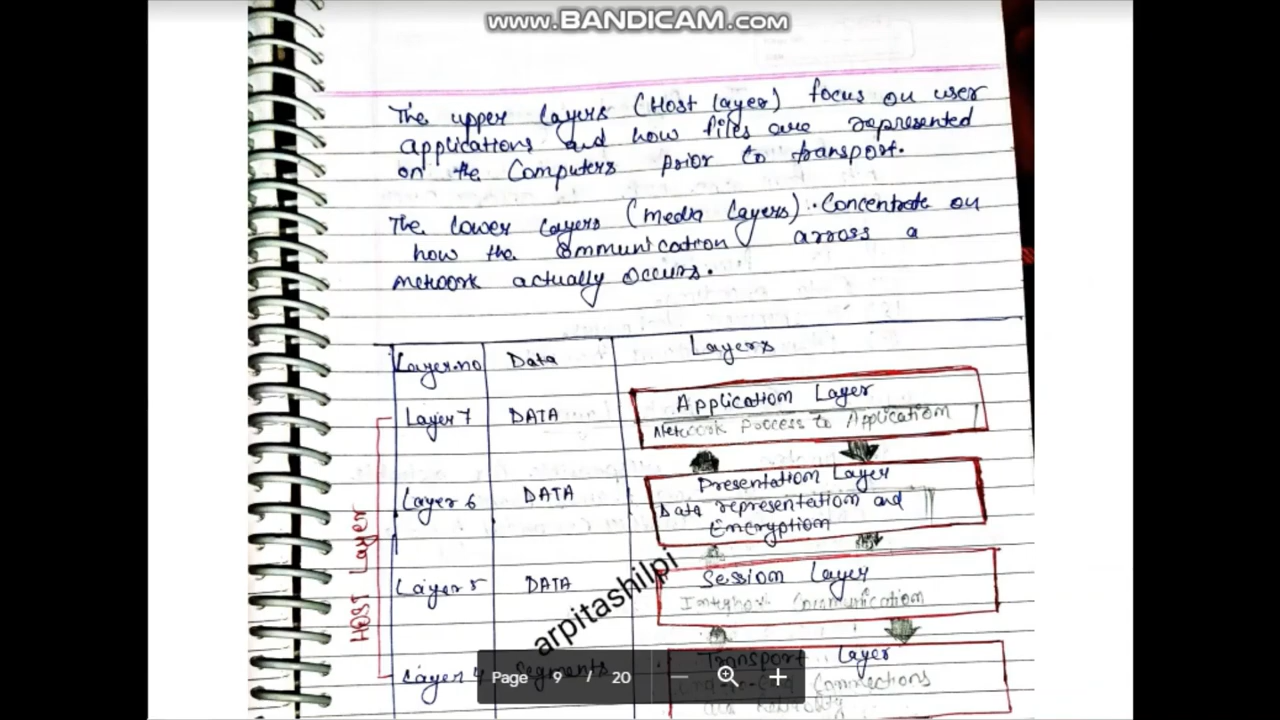 WWW.BANDICAM.COM
The upper layers (Host layer) focus on user
applications and how files are represented
on the Computers prior to transport.
The lower layers (media layers). Concentrate on
how the communication across a
network actually occurs.
Layer.no Data Layers
Layer 7 DATA Application Layer
Network Process to Application
Layer 6 DATA Presentation Layer
Data representation and
Encryption
Layer 5 DATA Session Layer
Interhost Communication
HOST Layer
arpitashilpi
Layer 4 Segments Transport Layer
End-to-End Connections
Page 9 / 20